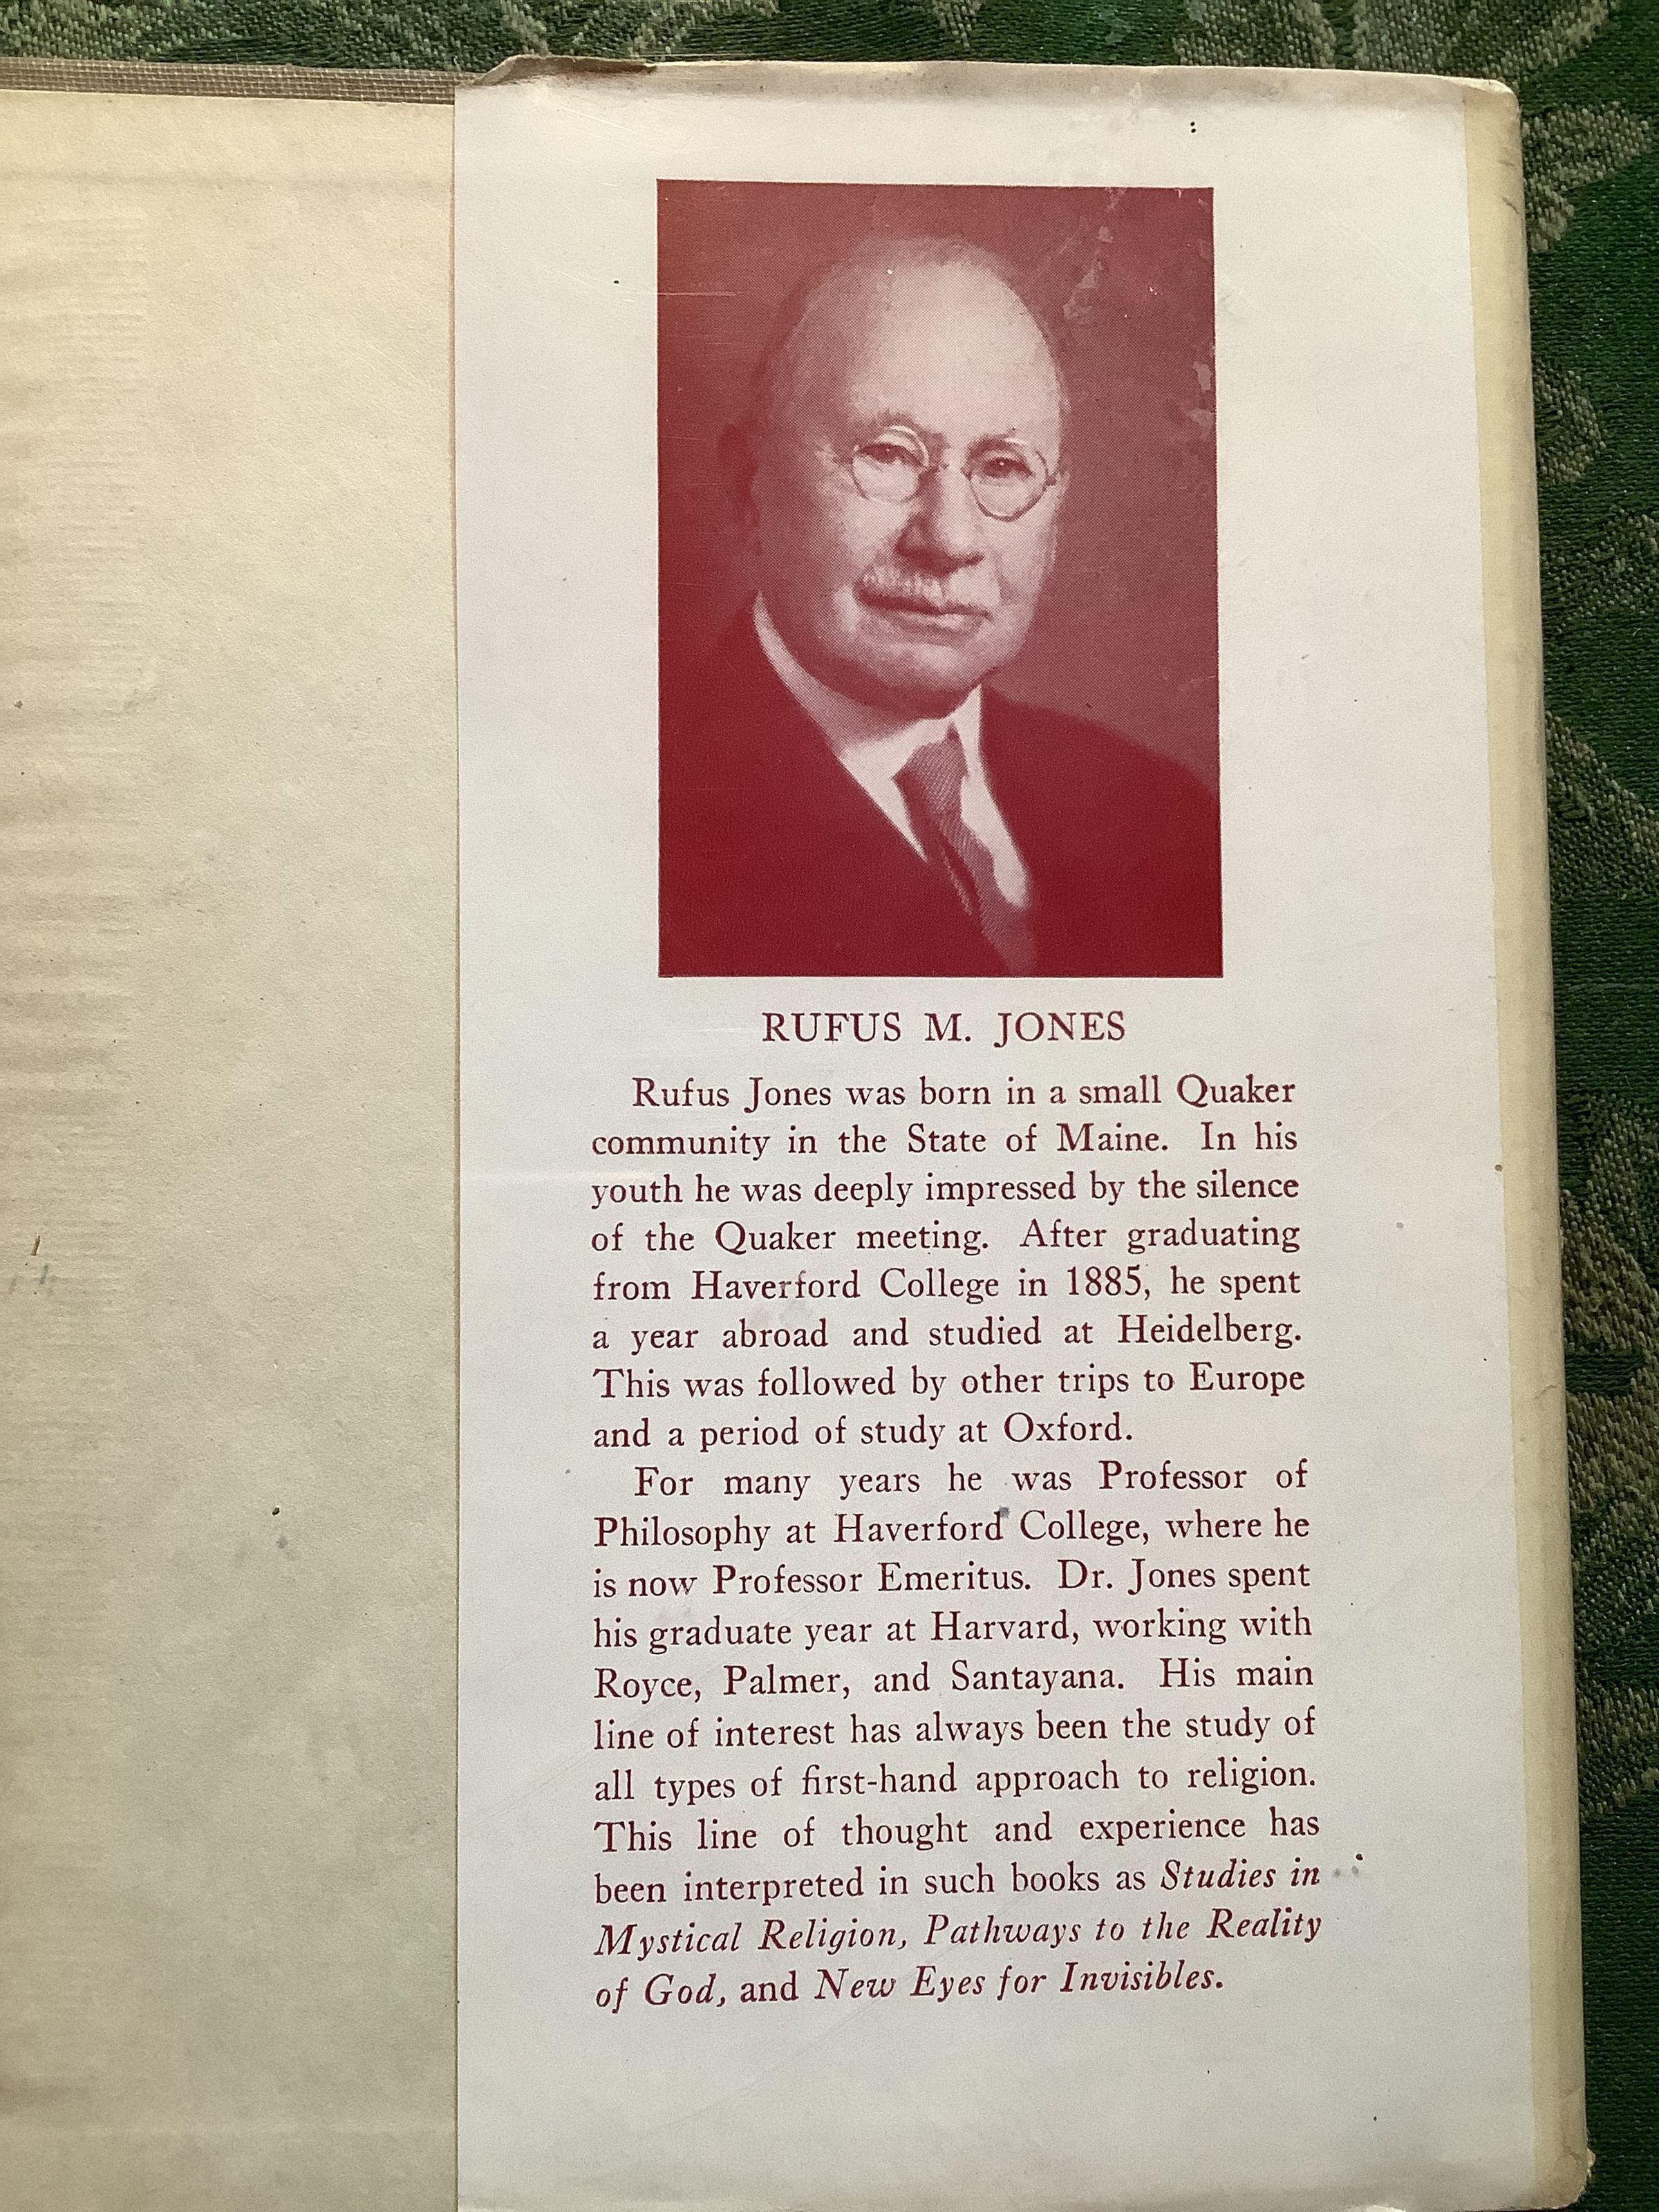 RUFUS M. JONES
Rufus Jones was born in a small Quaker
community in the State of Maine. In his
youth he was deeply impressed by the silence
of the Quaker meeting. After graduating
from Haverford College in 1885, he spent
a year abroad and studied at Heidelberg.
This was followed by other trips to Europe
and a period of study at Oxford.
For many years he was Professor of
Philosophy at Haverford College, where he
is now Professor Emeritus. Dr. Jones spent
his graduate year at Harvard, working with
Royce, Palmer, and Santayana. His main
line of interest has always been the study of
all types of first-hand approach to religion.
This line of thought and experience has
been interpreted in such books as Studies in
Mystical Religion, Pathways to the Reality
of God, and New Eyes for Invisibles.